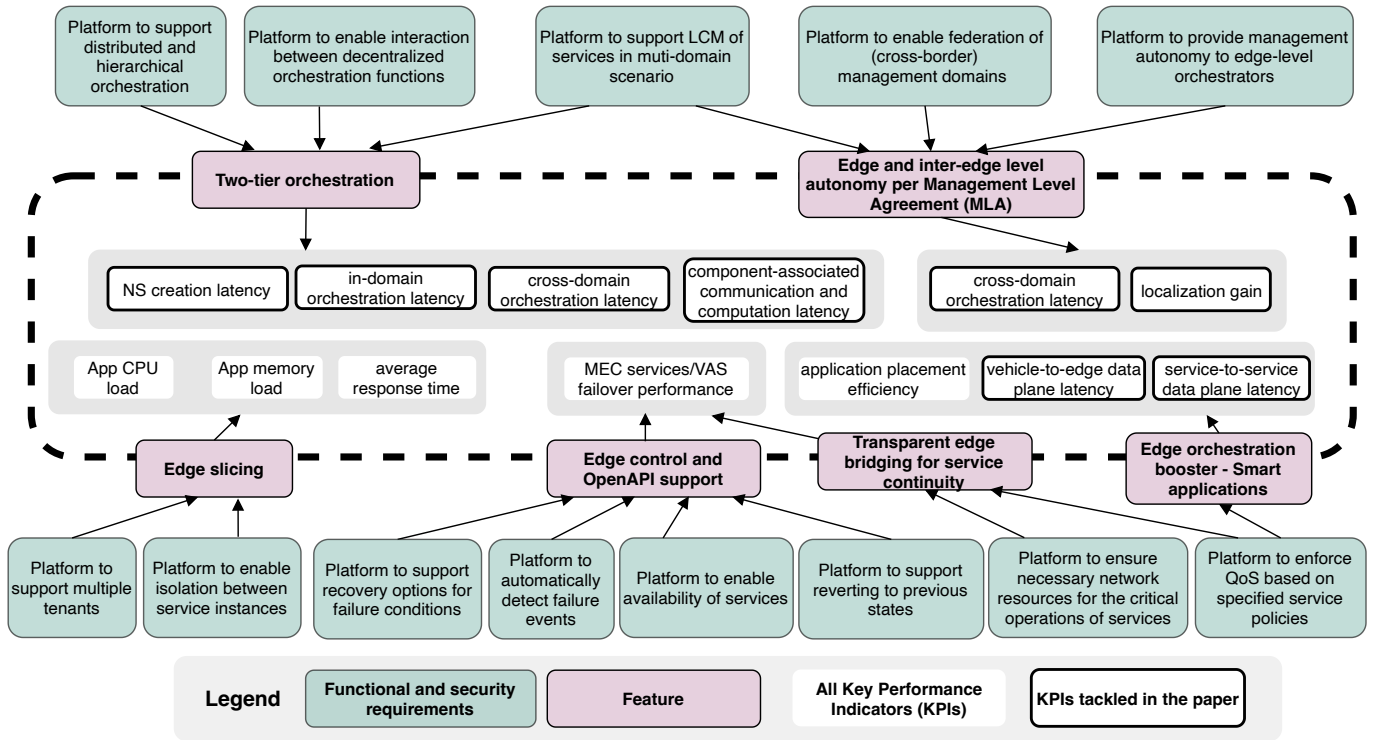 Platform to support
distributed and
hierarchical
orchestration
Platform to enable interaction
between decentralized
orchestration functions
Platform to support LCM of
services in muti-domain
scenario
Platform to enable federation of
(cross-border)
management domains
Platform to provide management
autonomy to edge-level
orchestrators
Two-tier orchestration
Edge and inter-edge level
autonomy per Management Level
Agreement (MLA)
NS creation latency
in-domain
orchestration latency
cross-domain
orchestration latency
component-associated
communication and
computation latency
cross-domain
orchestration latency
localization gain
App CPU
load
App memory
load
average
response time
MEC services/VAS
failover performance
application placement
efficiency
vehicle-to-edge data
plane latency
service-to-service
data plane latency
Edge slicing
Edge control and
OpenAPI support
Transparent edge
bridging for service
continuity
Edge orchestration
booster - Smart
applications
Platform to
support multiple
tenants
Platform to enable
isolation between
service instances
Platform to support
recovery options for
failure conditions
Platform to
automatically
detect failure
events
Platform to enable
availability of services
Platform to support
reverting to previous
states
Platform to ensure
necessary network
resources for the critical
operations of services
Platform to enforce
QoS based on
specified service
policies
Legend
Functional and security
requirements
Feature
All Key Performance
Indicators (KPIs)
KPIs tackled in the paper